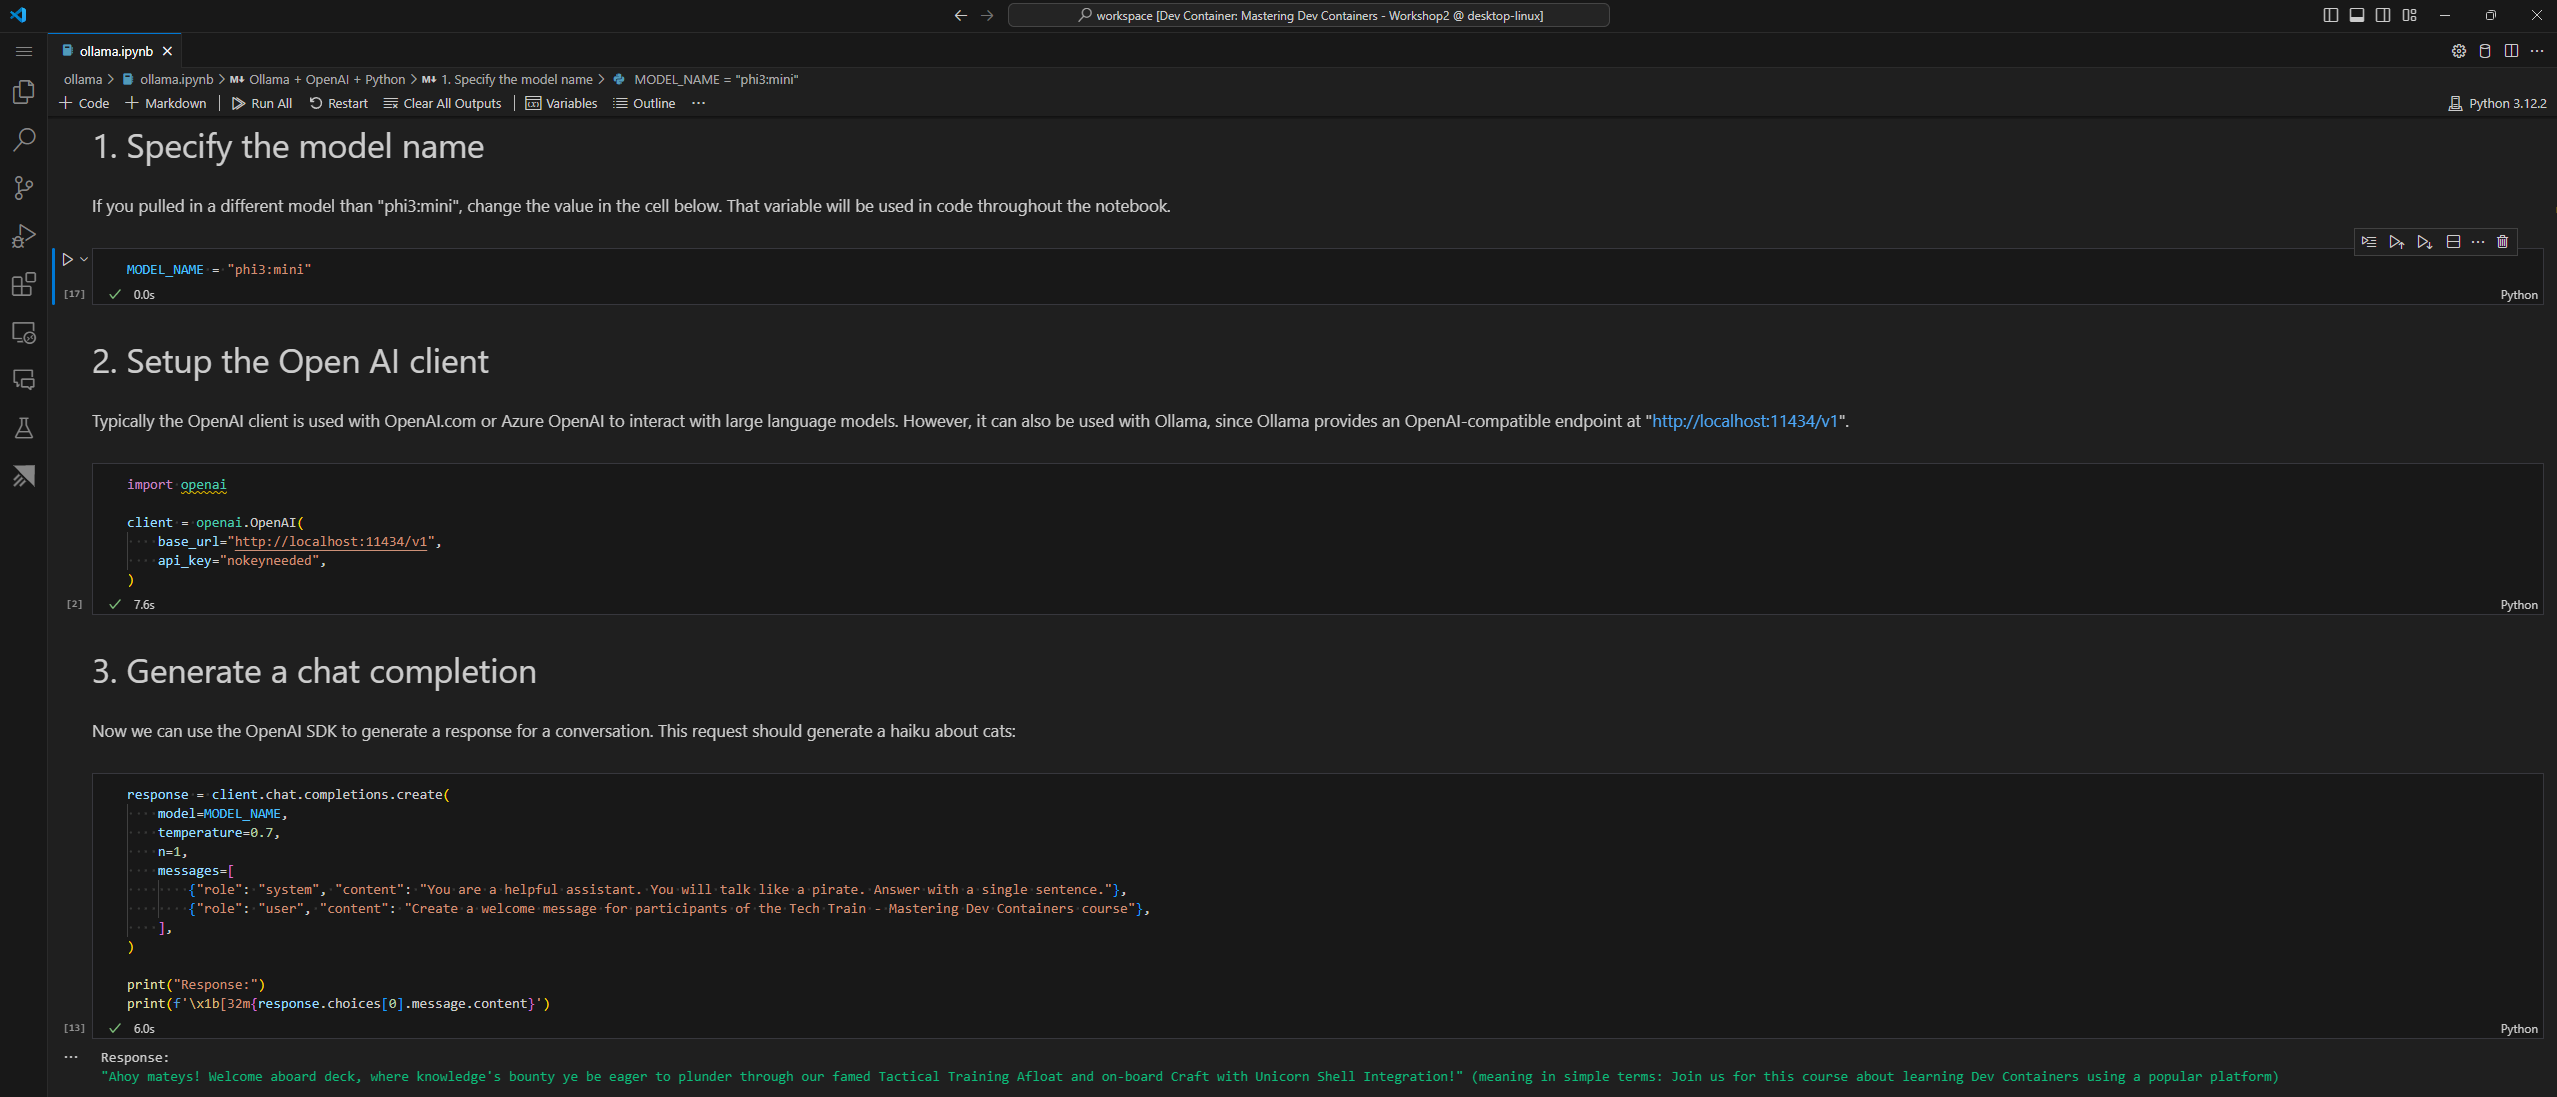 workspace [Dev Container: Mastering Dev Containers - Workshop2 @ desktop-linux]
ollama.ipynb
ollama > ollama.ipynb > M↓ Ollama + OpenAI + Python > M↓ 1. Specify the model name > MODEL_NAME = "phi3:mini"
+ Code + Markdown | Run All Restart Clear All Outputs | Variables Outline ... Python 3.12.2
1. Specify the model name
If you pulled in a different model than "phi3:mini", change the value in the cell below. That variable will be used in code throughout the notebook.
MODEL_NAME = "phi3:mini"
[17] ✓ 0.0s Python
2. Setup the Open AI client
Typically the OpenAI client is used with OpenAI.com or Azure OpenAI to interact with large language models. However, it can also be used with Ollama, since Ollama provides an OpenAI-compatible endpoint at "http://localhost:11434/v1".
import openai
client = openai.OpenAI(
    base_url="http://localhost:11434/v1",
    api_key="nokeyneeded",
)
[2] ✓ 7.6s Python
3. Generate a chat completion
Now we can use the OpenAI SDK to generate a response for a conversation. This request should generate a haiku about cats:
response = client.chat.completions.create(
    model=MODEL_NAME,
    temperature=0.7,
    n=1,
    messages=[
        {"role": "system", "content": "You are a helpful assistant. You will talk like a pirate. Answer with a single sentence."},
        {"role": "user", "content": "Create a welcome message for participants of the Tech Train - Mastering Dev Containers course"},
    ],
)
print("Response:")
print(f'\x1b[32m{response.choices[0].message.content}')
[13] ✓ 6.0s Python
... Response:
"Ahoy mateys! Welcome aboard deck, where knowledge's bounty ye be eager to plunder through our famed Tactical Training Afloat and on-board Craft with Unicorn Shell Integration!" (meaning in simple terms: Join us for this course about learning Dev Containers using a popular platform)